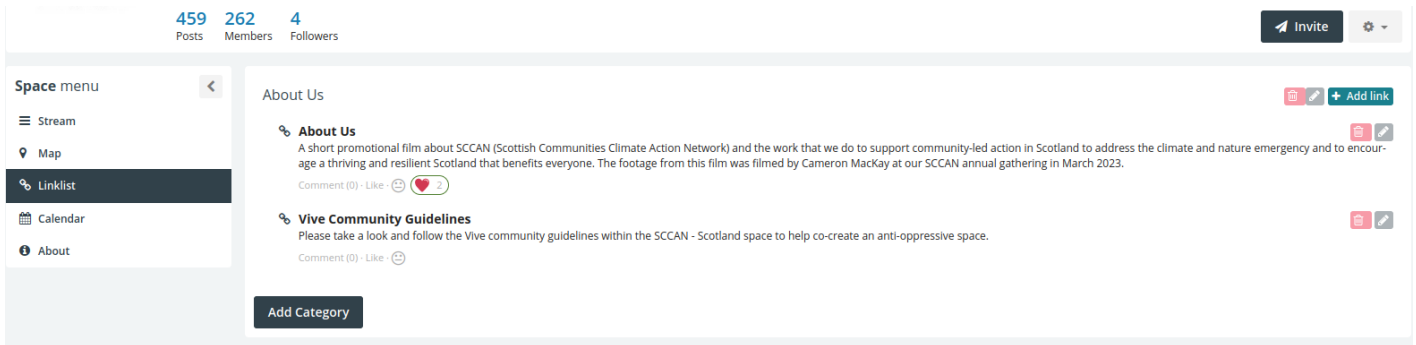 459 262 4
Posts Members Followers
Invite
Space menu
Stream
Map
Linklist
Calendar
About
About Us
Add link
About Us
A short promotional film about SCCAN (Scottish Communities Climate Action Network) and the work that we do to support community-led action in Scotland to address the climate and nature emergency and to encour-
age a thriving and resilient Scotland that benefits everyone. The footage from this film was filmed by Cameron MacKay at our SCCAN annual gathering in March 2023.
Comment (0) · Like · 2
Vive Community Guidelines
Please take a look and follow the Vive community guidelines within the SCCAN - Scotland space to help co-create an anti-oppressive space.
Comment (0) · Like ·
Add Category